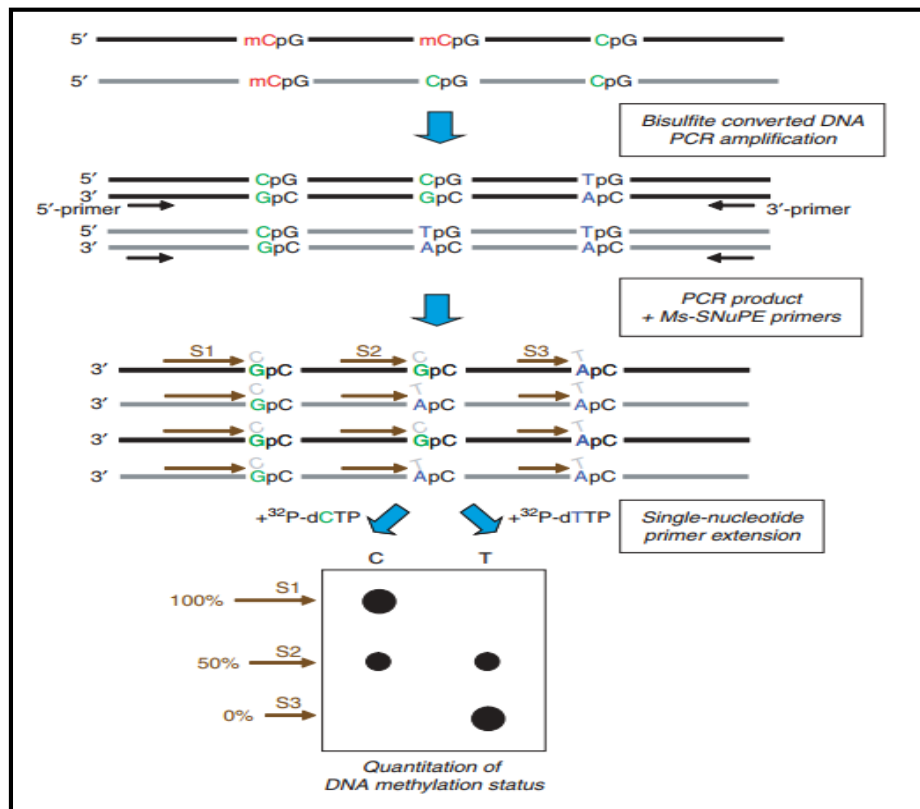 5′ mCpG mCpG CpG
5′ mCpG CpG CpG
Bisulfite converted DNA
PCR amplification
5′ CpG CpG TpG
3′ GpC GpC ApC
5′-primer 3′-primer
5′ CpG TpG TpG
3′ GpC ApC ApC
PCR product
+ Ms-SNuPE primers
S1 C S2 C S3 T
3′ GpC GpC ApC
C T T
3′ GpC ApC ApC
C C T
3′ GpC GpC ApC
C T T
3′ GpC ApC ApC
+32P-dCTP +32P-dTTP
Single-nucleotide
primer extension
C T
S1
100%
S2
50%
S3
0%
Quantitation of
DNA methylation status